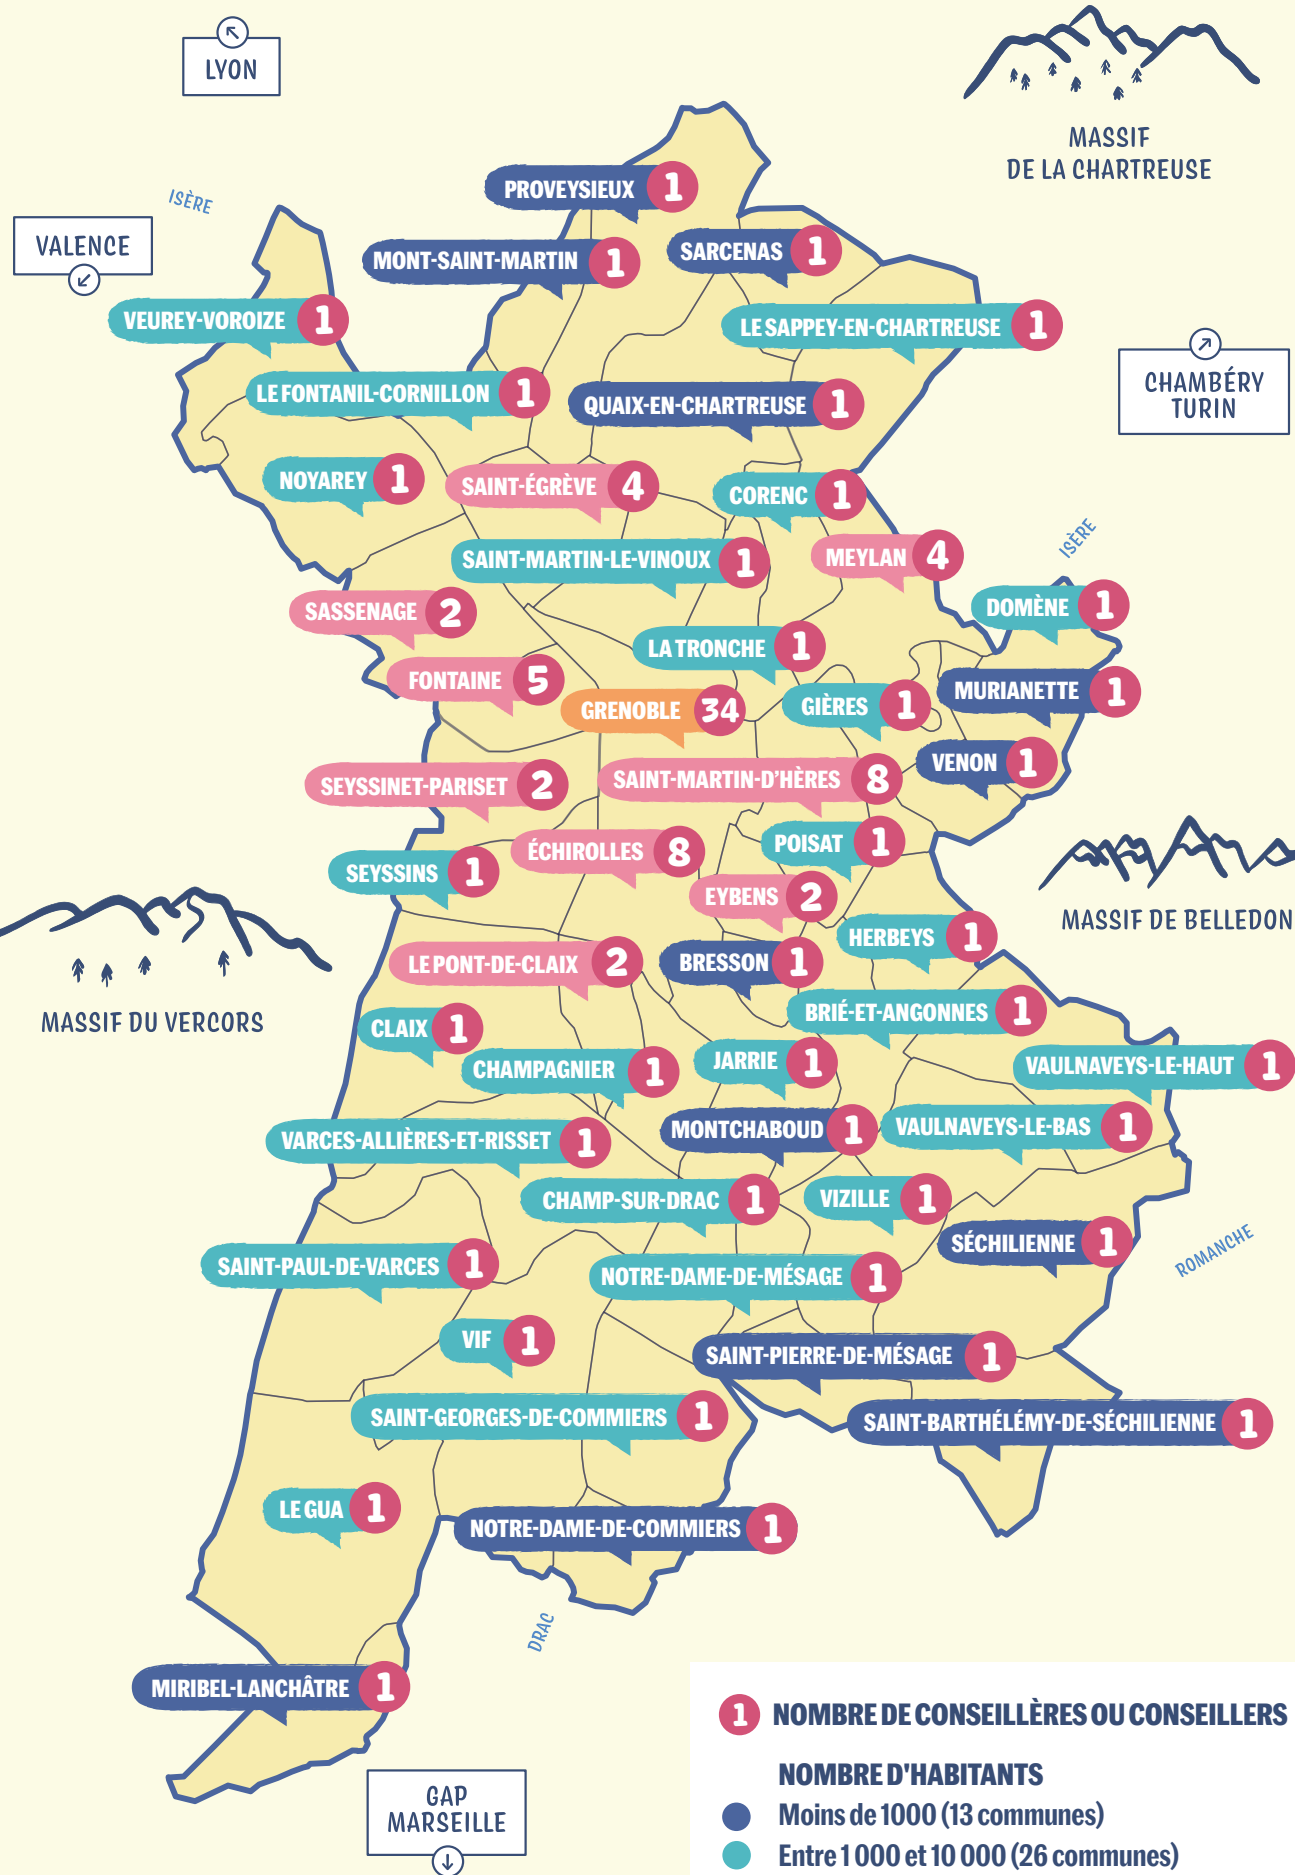 LYON
MASSIF
DE LA CHARTREUSE
ISÈRE
PROVEYSIEUX 1
VALENCE
MONT-SAINT-MARTIN 1
SARCENAS 1
VEUREY-VOROIZE 1
LE SAPPEY-EN-CHARTREUSE 1
CHAMBÉRY
TURIN
LE FONTANIL-CORNILLON 1
QUAIX-EN-CHARTREUSE 1
NOYAREY 1
SAINT-ÉGRÈVE 4
CORENC 1
ISÈRE
SAINT-MARTIN-LE-VINOUX 1
MEYLAN 4
SASSENAGE 2
DOMÈNE 1
LA TRONCHE 1
FONTAINE 5
GRENOBLE 34
GIÈRES 1
MURIANETTE 1
VENON 1
SEYSSINET-PARISET 2
SAINT-MARTIN-D'HÈRES 8
ÉCHIROLLES 8
POISAT 1
SEYSSINS 1
EYBENS 2
MASSIF DE BELLEDON
HERBEYS 1
LE PONT-DE-CLAIX 2
BRESSON 1
MASSIF DU VERCORS
CLAIX 1
BRIÉ-ET-ANGONNES 1
CHAMPAGNIER 1
JARRIE 1
VAULNAVEYS-LE-HAUT 1
VARCES-ALLIÈRES-ET-RISSET 1
MONTCHABOUD 1
VAULNAVEYS-LE-BAS 1
CHAMP-SUR-DRAC 1
VIZILLE 1
SÉCHILIENNE 1
ROMANCHE
SAINT-PAUL-DE-VARCES 1
NOTRE-DAME-DE-MÉSAGE 1
VIF 1
SAINT-PIERRE-DE-MÉSAGE 1
SAINT-GEORGES-DE-COMMIERS 1
SAINT-BARTHÉLÉMY-DE-SÉCHILIENNE 1
LE GUA 1
NOTRE-DAME-DE-COMMIERS 1
DRAC
MIRIBEL-LANCHÂTRE 1
GAP
MARSEILLE
1 NOMBRE DE CONSEILLÈRES OU CONSEILLERS
NOMBRE D'HABITANTS
Moins de 1000 (13 communes)
Entre 1 000 et 10 000 (26 communes)